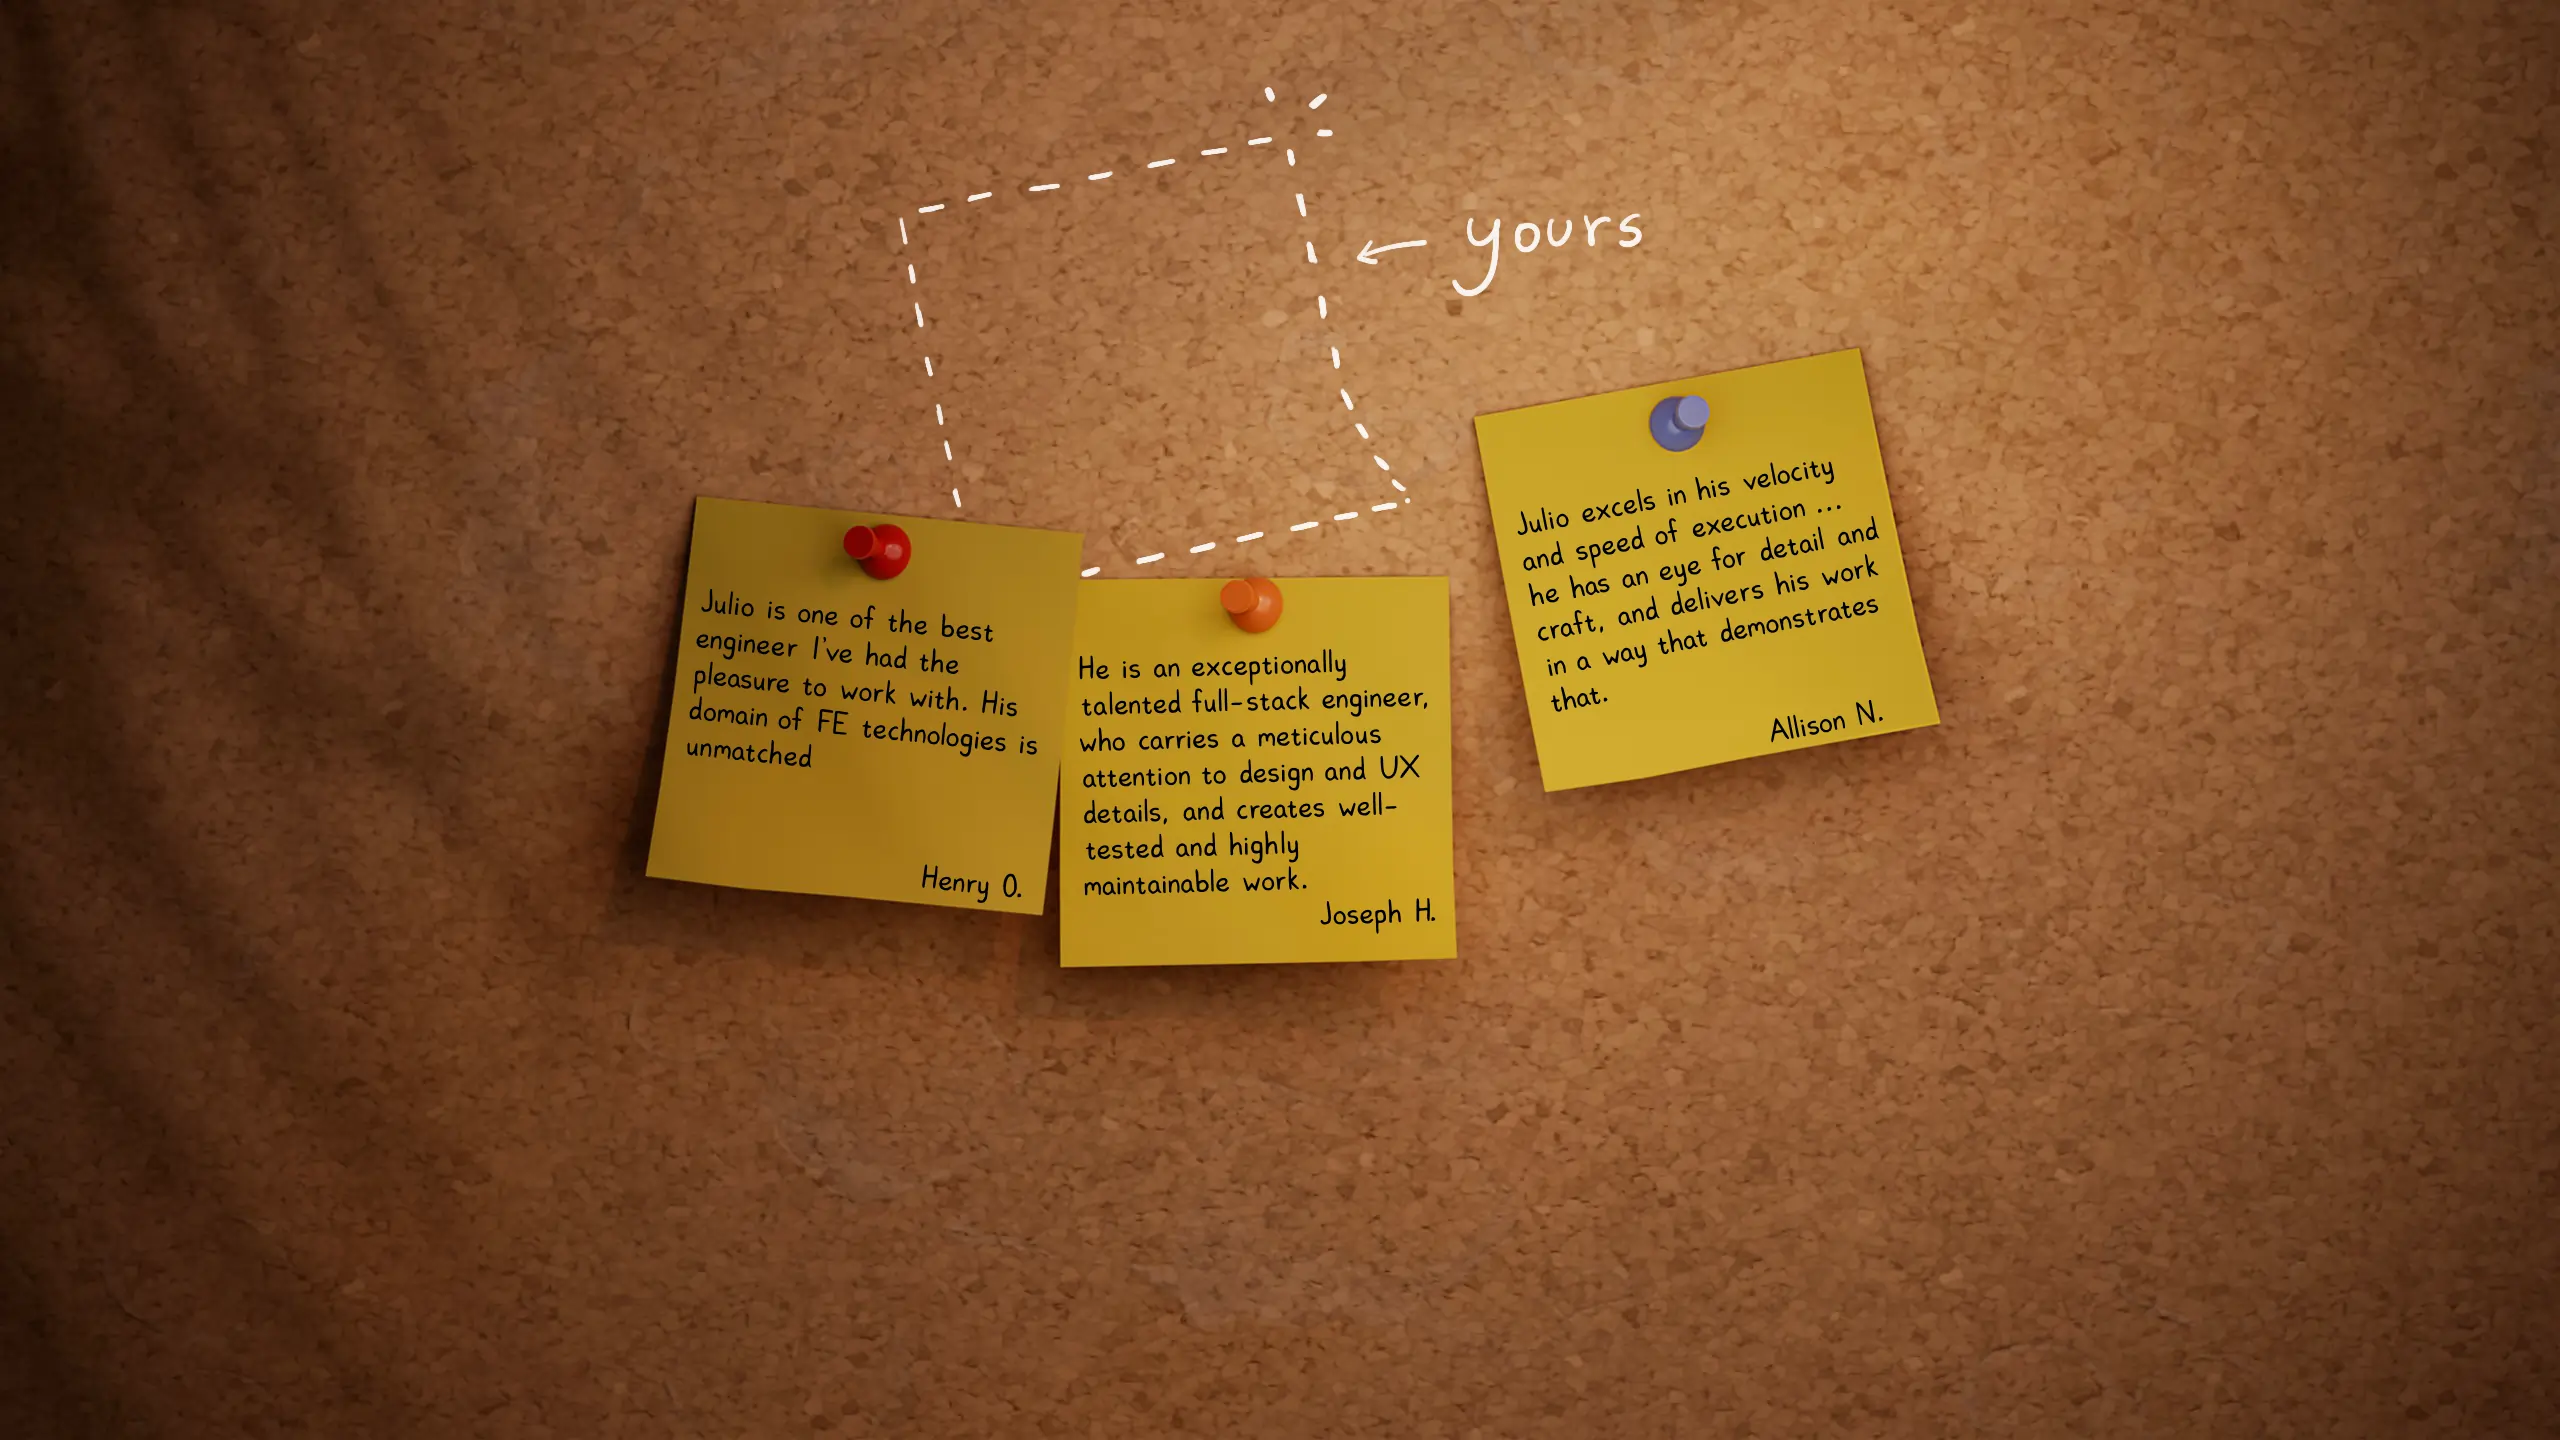 yours
Julio is one of the best
engineer I've had the
pleasure to work with. His
domain of FE technologies is
unmatched
Henry O.
He is an exceptionally
talented full-stack engineer,
who carries a meticulous
attention to design and UX
details, and creates well-
tested and highly
maintainable work.
Joseph H.
Julio excels in his velocity
and speed of execution ...
he has an eye for detail and
craft, and delivers his work
in a way that demonstrates
that.
Allison N.